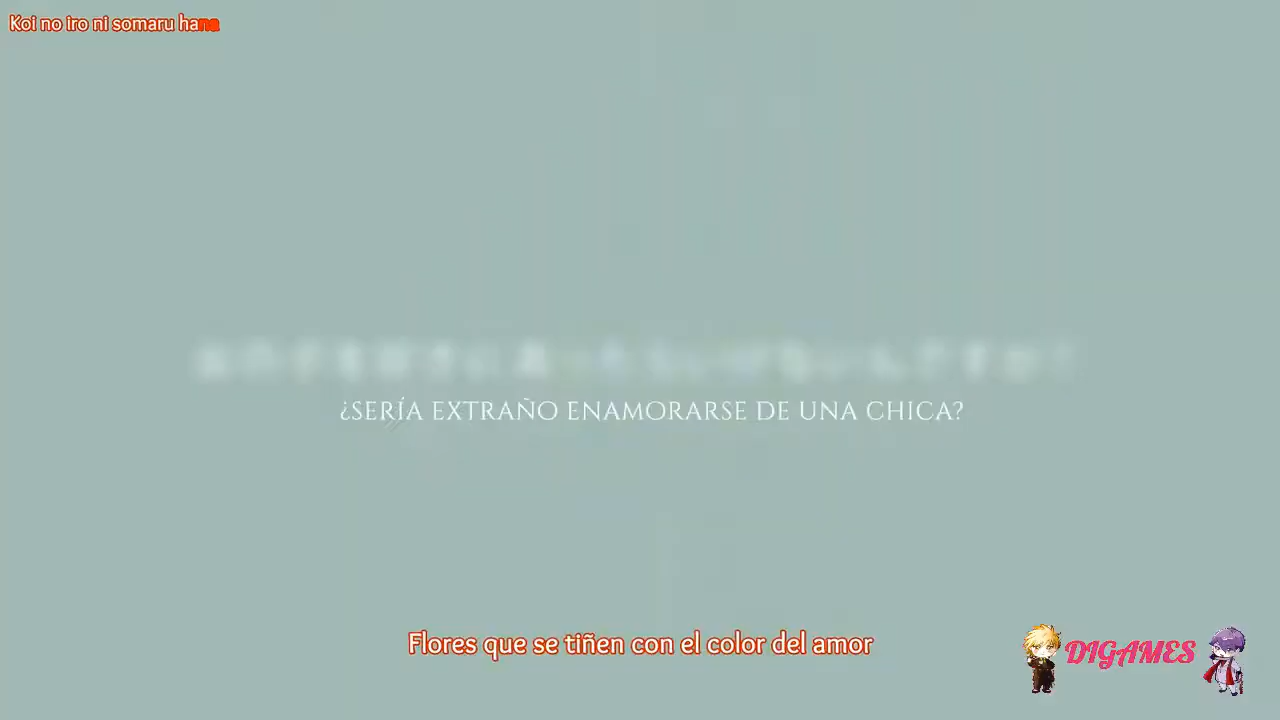 Koi no iro ni somaru hana
¿SERÍA EXTRAÑO ENAMORARSE DE UNA CHICA?
Flores que se tiñen con el color del amor
DIGAMES